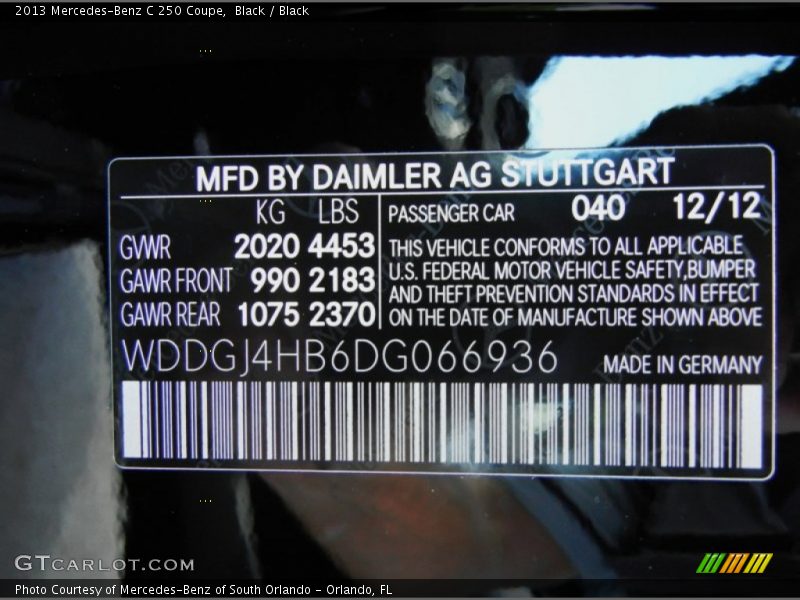 2013 Mercedes-Benz C 250 Coupe, Black / Black
MFD BY DAIMLER AG STUTTGART
KG LBS
PASSENGER CAR 040 12/12
GWR 2020 4453
GAWR FRONT 990 2183
GAWR REAR 1075 2370
THIS VEHICLE CONFORMS TO ALL APPLICABLE
U.S. FEDERAL MOTOR VEHICLE SAFETY,BUMPER
AND THEFT PREVENTION STANDARDS IN EFFECT
ON THE DATE OF MANUFACTURE SHOWN ABOVE
WDDGJ4HB6DG066936 MADE IN GERMANY
GTCARLOT.COM
Photo Courtesy of Mercedes-Benz of South Orlando - Orlando, FL